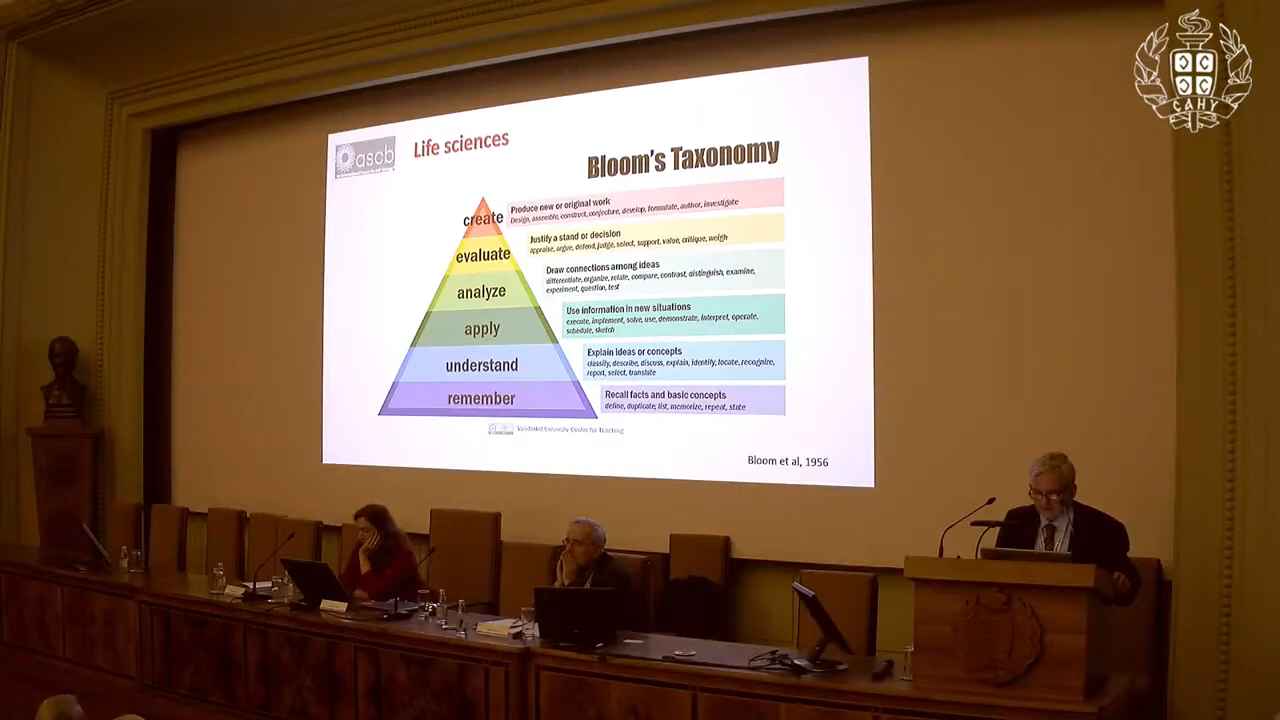 САНУ
ascb
Life sciences
Bloom's Taxonomy
create
Produce new or original work
Design, assemble, construct, conjecture, develop, formulate, author, investigate
evaluate
Justify a stand or decision
appraise, argue, defend, judge, select, support, value, critique, weigh
analyze
Draw connections among ideas
differentiate, organize, relate, compare, contrast, distinguish, examine,
experiment, question, test
apply
Use information in new situations
execute, implement, solve, use, demonstrate, interpret, operate,
schedule, sketch
understand
Explain ideas or concepts
classify, describe, discuss, explain, identify, locate, recognize,
report, select, translate
remember
Recall facts and basic concepts
define, duplicate, list, memorize, repeat, state
Vanderbilt University Center for Teaching
Bloom et al, 1956